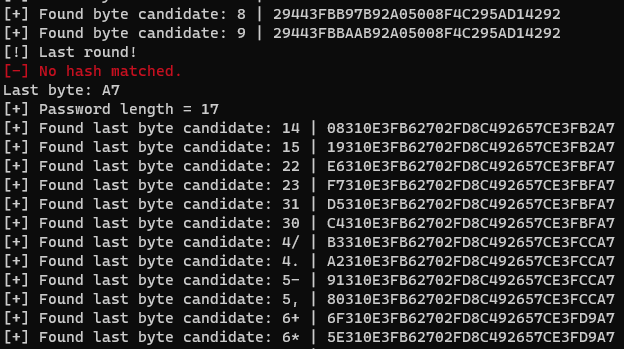 [+] Found byte candidate: 8 | 29443FBB97B92A05008F4C295AD14292
[+] Found byte candidate: 9 | 29443FBBAAB92A05008F4C295AD14292
[!] Last round!
[-] No hash matched.
Last byte: A7
[+] Password length = 17
[+] Found last byte candidate: 14 | 08310E3FB62702FD8C492657CE3FB2A7
[+] Found last byte candidate: 15 | 19310E3FB62702FD8C492657CE3FB2A7
[+] Found last byte candidate: 22 | E6310E3FB62702FD8C492657CE3FBFA7
[+] Found last byte candidate: 23 | F7310E3FB62702FD8C492657CE3FBFA7
[+] Found last byte candidate: 31 | D5310E3FB62702FD8C492657CE3FBFA7
[+] Found last byte candidate: 30 | C4310E3FB62702FD8C492657CE3FBFA7
[+] Found last byte candidate: 4/ | B3310E3FB62702FD8C492657CE3FCCA7
[+] Found last byte candidate: 4. | A2310E3FB62702FD8C492657CE3FCCA7
[+] Found last byte candidate: 5- | 91310E3FB62702FD8C492657CE3FCCA7
[+] Found last byte candidate: 5, | 80310E3FB62702FD8C492657CE3FCCA7
[+] Found last byte candidate: 6+ | 6F310E3FB62702FD8C492657CE3FD9A7
[+] Found last byte candidate: 6* | 5E310E3FB62702FD8C492657CE3FD9A7